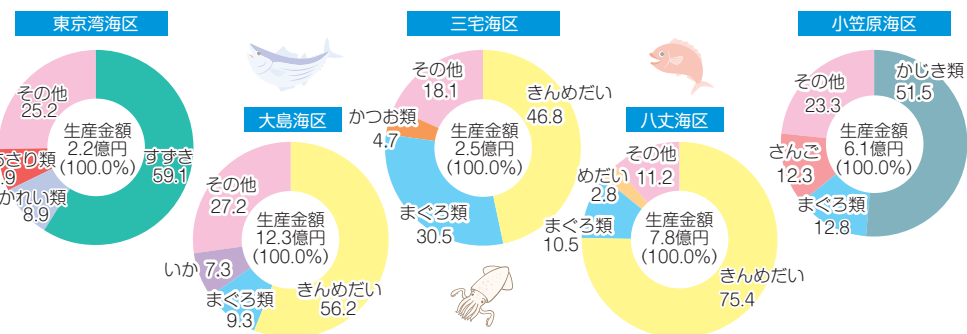 東京湾海区
その他
25.2
生産金額
2.2億円
(100.0%)
さり類
.9
かれい類
8.9
すずき
59.1
大島海区
その他
27.2
いか 7.3
まぐろ類
9.3
生産金額
12.3億円
(100.0%)
きんめだい
56.2
三宅海区
その他
18.1
かつお類
4.7
まぐろ類
30.5
生産金額
2.5億円
(100.0%)
きんめだい
46.8
八丈海区
その他
11.2
めだい
2.8
まぐろ類
10.5
生産金額
7.8億円
(100.0%)
きんめだい
75.4
小笠原海区
その他
23.3
さんご
12.3
まぐろ類
12.8
生産金額
6.1億円
(100.0%)
かじき類
51.5